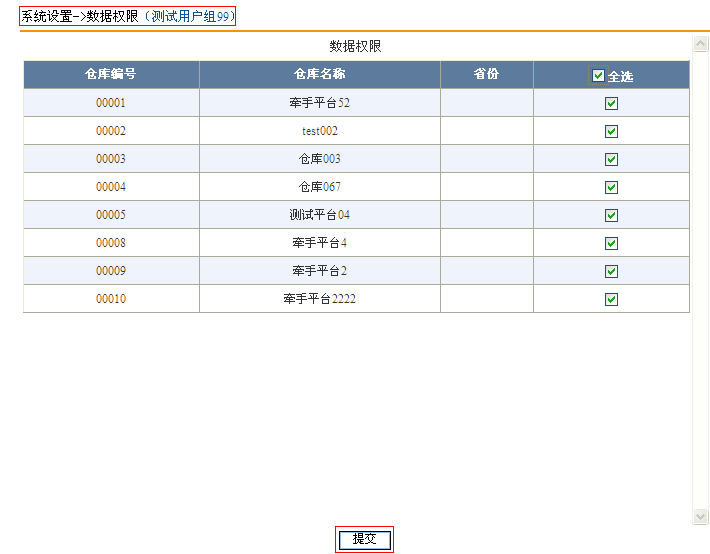 系统设置->数据权限（测试用户组99）
数据权限
仓库编号 仓库名称 省份 全选
00001 牵手平台52
00002 test002
00003 仓库003
00004 仓库067
00005 测试平台04
00008 牵手平台4
00009 牵手平台2
00010 牵手平台2222
提交